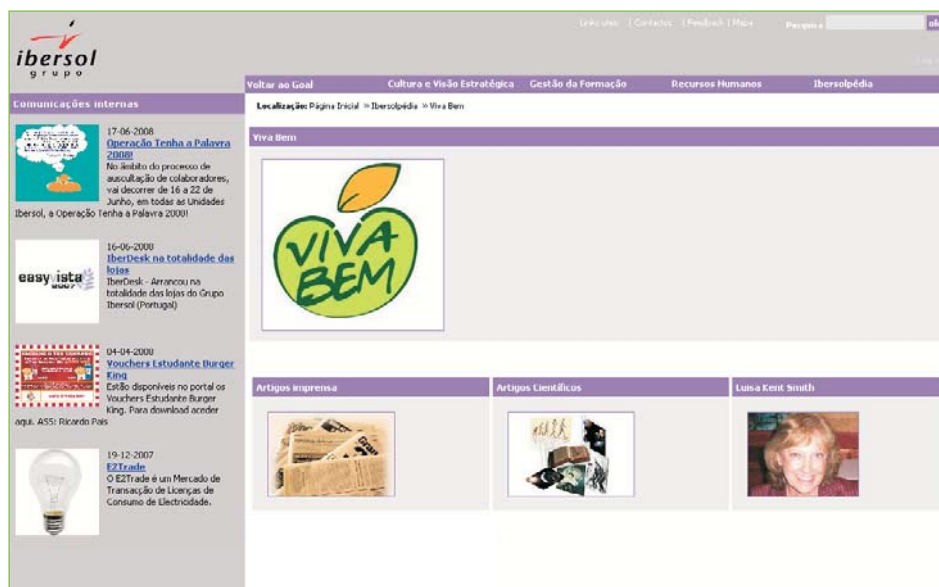 ibersol
grupo
Links úteis | Contactos | Feedback | Mapa
Pesquisa
Voltar ao Goal Cultura e Visão Estratégica Gestão da Formação Recursos Humanos Ibersolpédia
Comunicações internas
Localização: Página Inicial » Ibersolpédia » Viva Bem
17-06-2008
Operação Tenha a Palavra
2008!
No âmbito do processo de
auscultação de colaboradores,
vai decorrer de 16 a 22 de
Junho, em todas as Unidades
Ibersol, a Operação Tenha a Palavra 2008!
16-06-2008
IberDesk na totalidade das
lojas
IberDesk - Arrancou na
totalidade das lojas do Grupo
Ibersol (Portugal)
easyvista
2007
04-04-2008
Vouchers Estudante Burger
King
Estão disponíveis no portal os
Vouchers Estudante Burger
King. Para download aceder
aqui. ASS: Ricardo Pais
19-12-2007
E2Trade
O E2Trade é um Mercado de
Transacção de Licenças de
Consumo de Electricidade.
Viva Bem
VIVA
BEM
Artigos imprensa
Artigos Científicos
Luisa Kent Smith